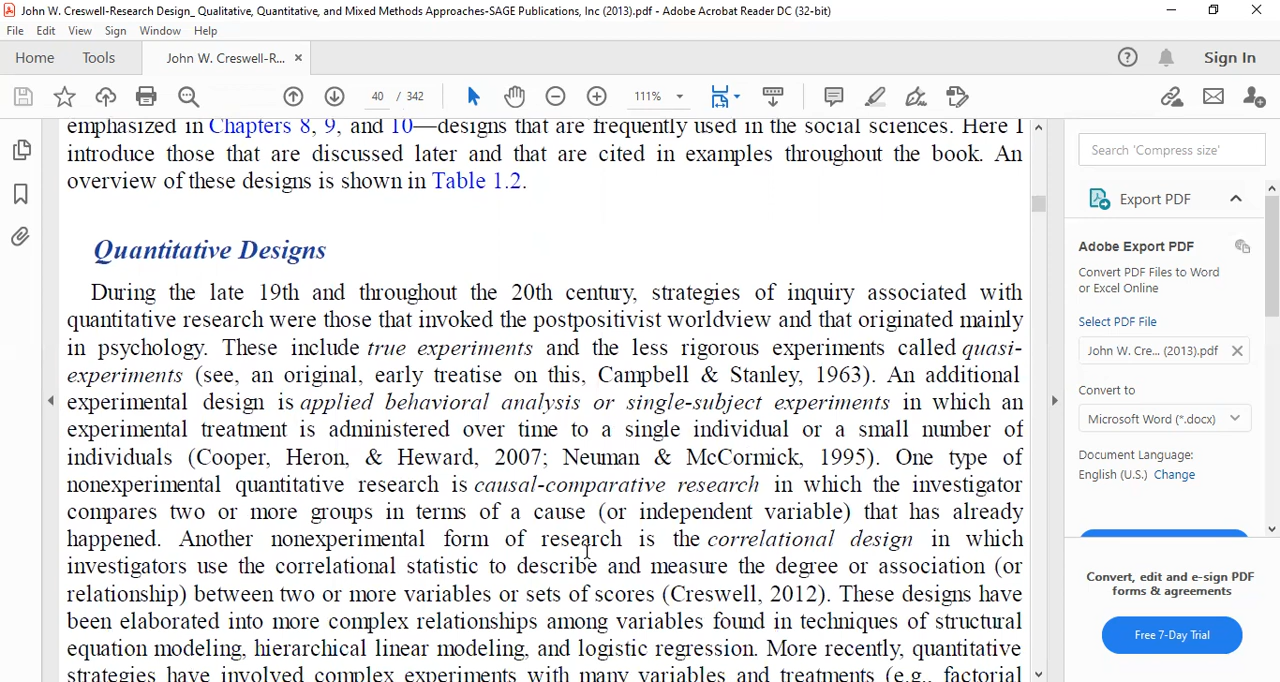 John W. Creswell-Research Design_ Qualitative, Quantitative, and Mixed Methods Approaches-SAGE Publications, Inc (2013).pdf - Adobe Acrobat Reader DC (32-bit)
File Edit View Sign Window Help
Home Tools John W. Creswell-R... × Sign In
40 / 342 111%
emphasized in Chapters 8, 9, and 10—designs that are frequently used in the social sciences. Here I
introduce those that are discussed later and that are cited in examples throughout the book. An
overview of these designs is shown in Table 1.2.
Quantitative Designs
During the late 19th and throughout the 20th century, strategies of inquiry associated with
quantitative research were those that invoked the postpositivist worldview and that originated mainly
in psychology. These include true experiments and the less rigorous experiments called quasi-
experiments (see, an original, early treatise on this, Campbell & Stanley, 1963). An additional
experimental design is applied behavioral analysis or single-subject experiments in which an
experimental treatment is administered over time to a single individual or a small number of
individuals (Cooper, Heron, & Heward, 2007; Neuman & McCormick, 1995). One type of
nonexperimental quantitative research is causal-comparative research in which the investigator
compares two or more groups in terms of a cause (or independent variable) that has already
happened. Another nonexperimental form of research is the correlational design in which
investigators use the correlational statistic to describe and measure the degree or association (or
relationship) between two or more variables or sets of scores (Creswell, 2012). These designs have
been elaborated into more complex relationships among variables found in techniques of structural
equation modeling, hierarchical linear modeling, and logistic regression. More recently, quantitative
strategies have involved complex experiments with many variables and treatments (e.g., factorial
Search 'Compress size'
Export PDF
Adobe Export PDF
Convert PDF Files to Word
or Excel Online
Select PDF File
John W. Cre... (2013).pdf ×
Convert to
Microsoft Word (*.docx)
Document Language:
English (U.S.) Change
Convert, edit and e-sign PDF
forms & agreements
Free 7-Day Trial